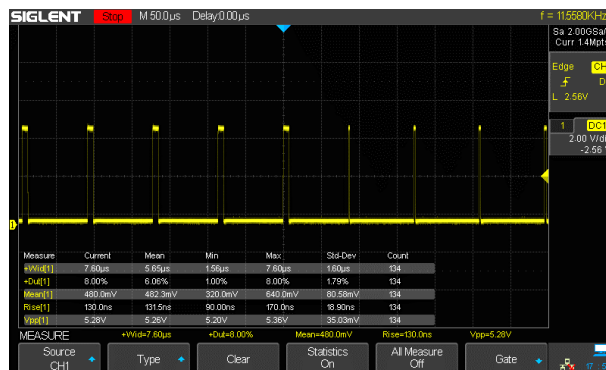 SIGLENT Stop M 50.0µs Delay:0.00µs f = 11.5580KHz
Sa 2.00GSa/
Curr 1.4Mpts
Edge CH
L 2.56V
1 DC1
2.00 V/di
-2.56
Measure Current Mean Min Max Std-Dev Count
+Wid[1] 7.60µs 5.65µs 1.56µs 7.60µs 1.60µs 134
+Dut[1] 8.00% 6.06% 1.00% 8.00% 1.79% 134
Mean[1] 480.0mV 482.3mV 320.0mV 640.0mV 80.58mV 134
Rise[1] 130.0ns 131.5ns 90.00ns 170.0ns 18.90ns 134
Vpp[1] 5.28V 5.26V 5.20V 5.36V 35.03mV 134
MEASURE +Wid=7.60µs +Dut=8.00% Mean=480.0mV Rise=130.0ns Vpp=5.28V
Source Type Clear Statistics All Measure Gate
CH1 On Off